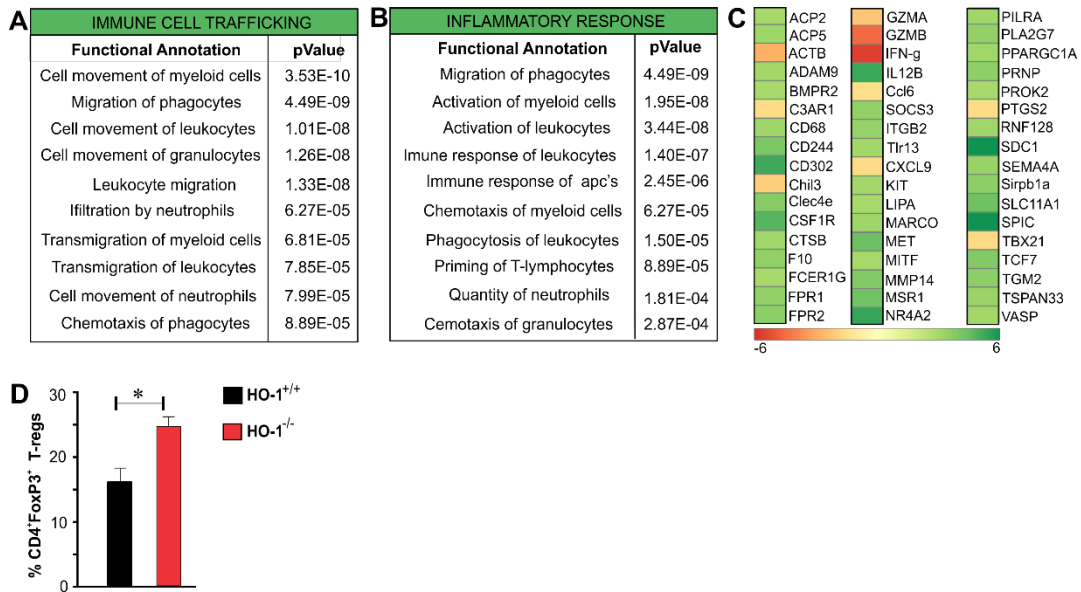 A
IMMUNE CELL TRAFFICKING
Functional Annotation pValue
Cell movement of myeloid cells 3.53E-10
Migration of phagocytes 4.49E-09
Cell movement of leukocytes 1.01E-08
Cell movement of granulocytes 1.26E-08
Leukocyte migration 1.33E-08
Ifiltration by neutrophils 6.27E-05
Transmigration of myeloid cells 6.81E-05
Transmigration of leukocytes 7.85E-05
Cell movement of neutrophils 7.99E-05
Chemotaxis of phagocytes 8.89E-05
B
INFLAMMATORY RESPONSE
Functional Annotation pValue
Migration of phagocytes 4.49E-09
Activation of myeloid cells 1.95E-08
Activation of leukocytes 3.44E-08
Imune response of leukocytes 1.40E-07
Immune response of apc's 2.45E-06
Chemotaxis of myeloid cells 6.27E-05
Phagocytosis of leukocytes 1.50E-05
Priming of T-lymphocytes 8.89E-05
Quantity of neutrophils 1.81E-04
Cemotaxis of granulocytes 2.87E-04
C
ACP2
ACP5
ACTB
ADAM9
BMPR2
C3AR1
CD68
CD244
CD302
Chil3
Clec4e
CSF1R
CTSB
F10
FCER1G
FPR1
FPR2
GZMA
GZMB
IFN-g
IL12B
Ccl6
SOCS3
ITGB2
Tlr13
CXCL9
KIT
LIPA
MARCO
MET
MITF
MMP14
MSR1
NR4A2
PILRA
PLA2G7
PPARGC1A
PRNP
PROK2
PTGS2
RNF128
SDC1
SEMA4A
Sirpb1a
SLC11A1
SPIC
TBX21
TCF7
TGM2
TSPAN33
VASP
-6 6
D
% CD4⁺FoxP3⁺ T-regs
30
20
10
0
*
HO-1⁺/⁺
HO-1⁻/⁻